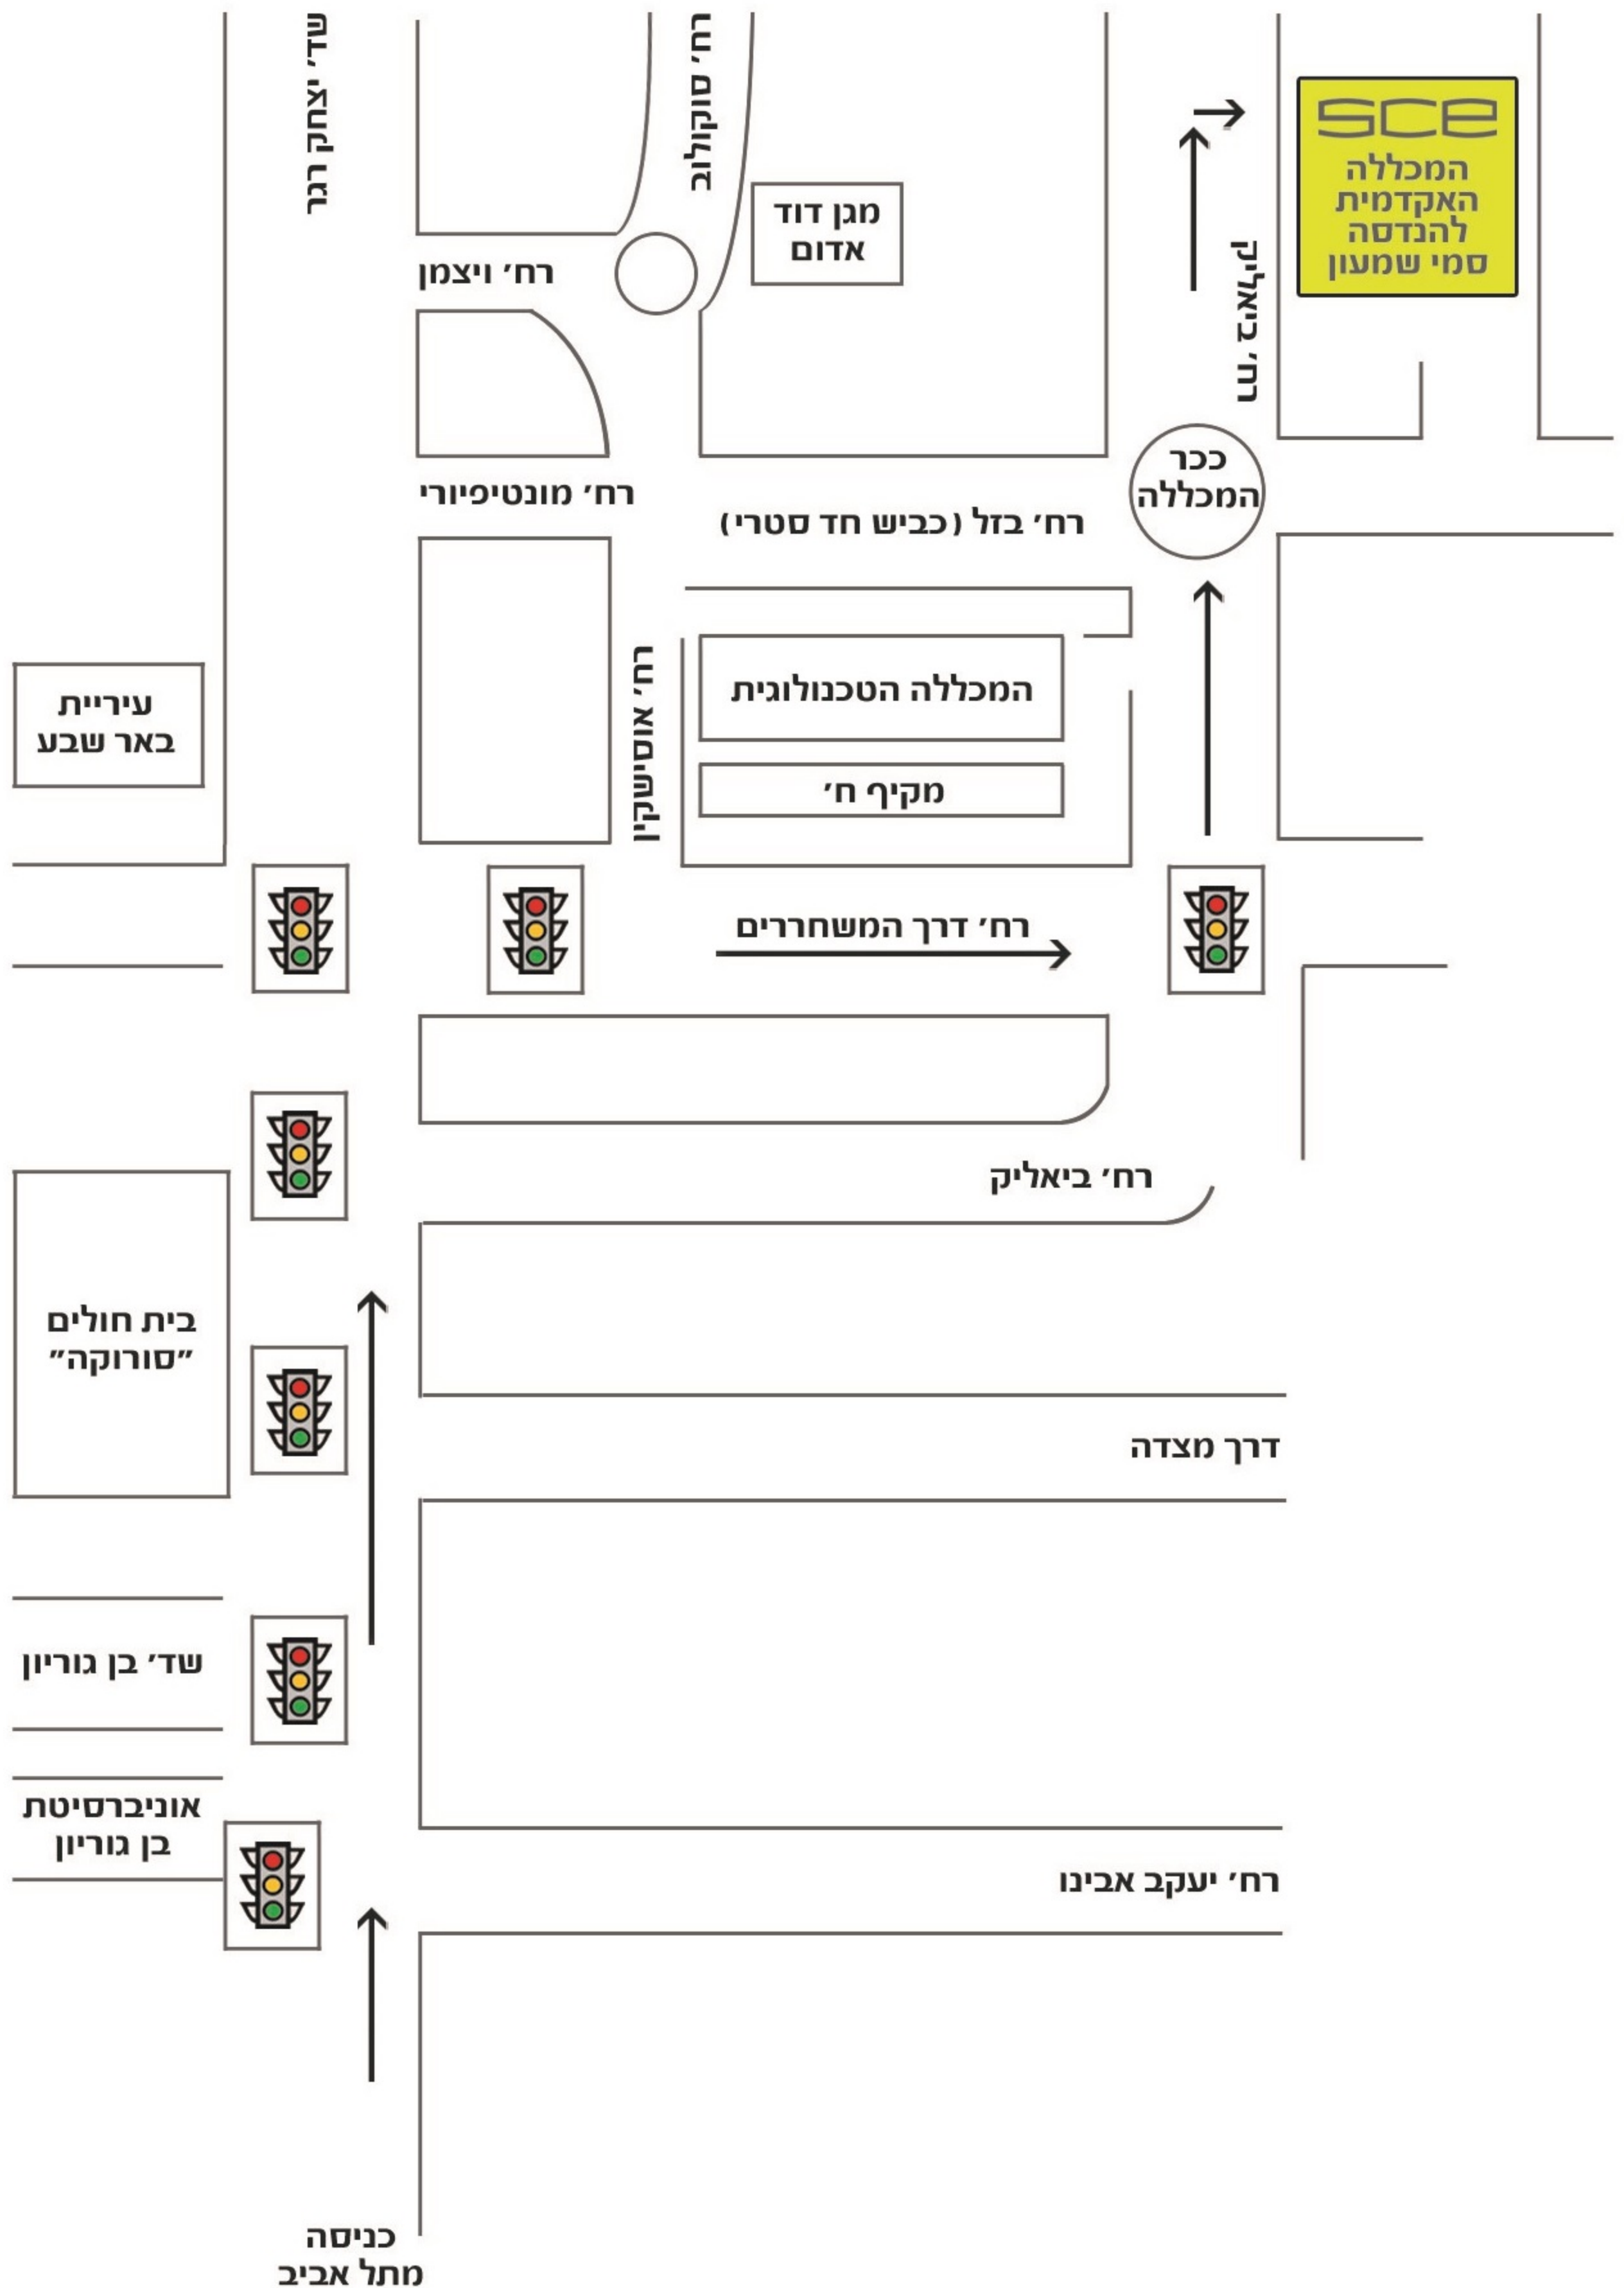 שד׳ יצחק רגר
רח׳ סוקולוב
sce
המכללה
האקדמית
להנדסה
סמי שמעון
מגן דוד
אדום
רח׳ ויצמן
רח׳ ביאליק
ככר
המכללה
רח׳ מונטיפיורי
רח׳ בזל (כביש חד סטרי)
רח׳ אוסישקין
המכללה הטכנולוגית
עיריית
באר שבע
מקיף ח׳
רח׳ דרך המשחררים
רח׳ ביאליק
בית חולים
״סורוקה״
דרך מצדה
שד׳ בן גוריון
אוניברסיטת
בן גוריון
רח׳ יעקב אבינו
כניסה
מתל אביב